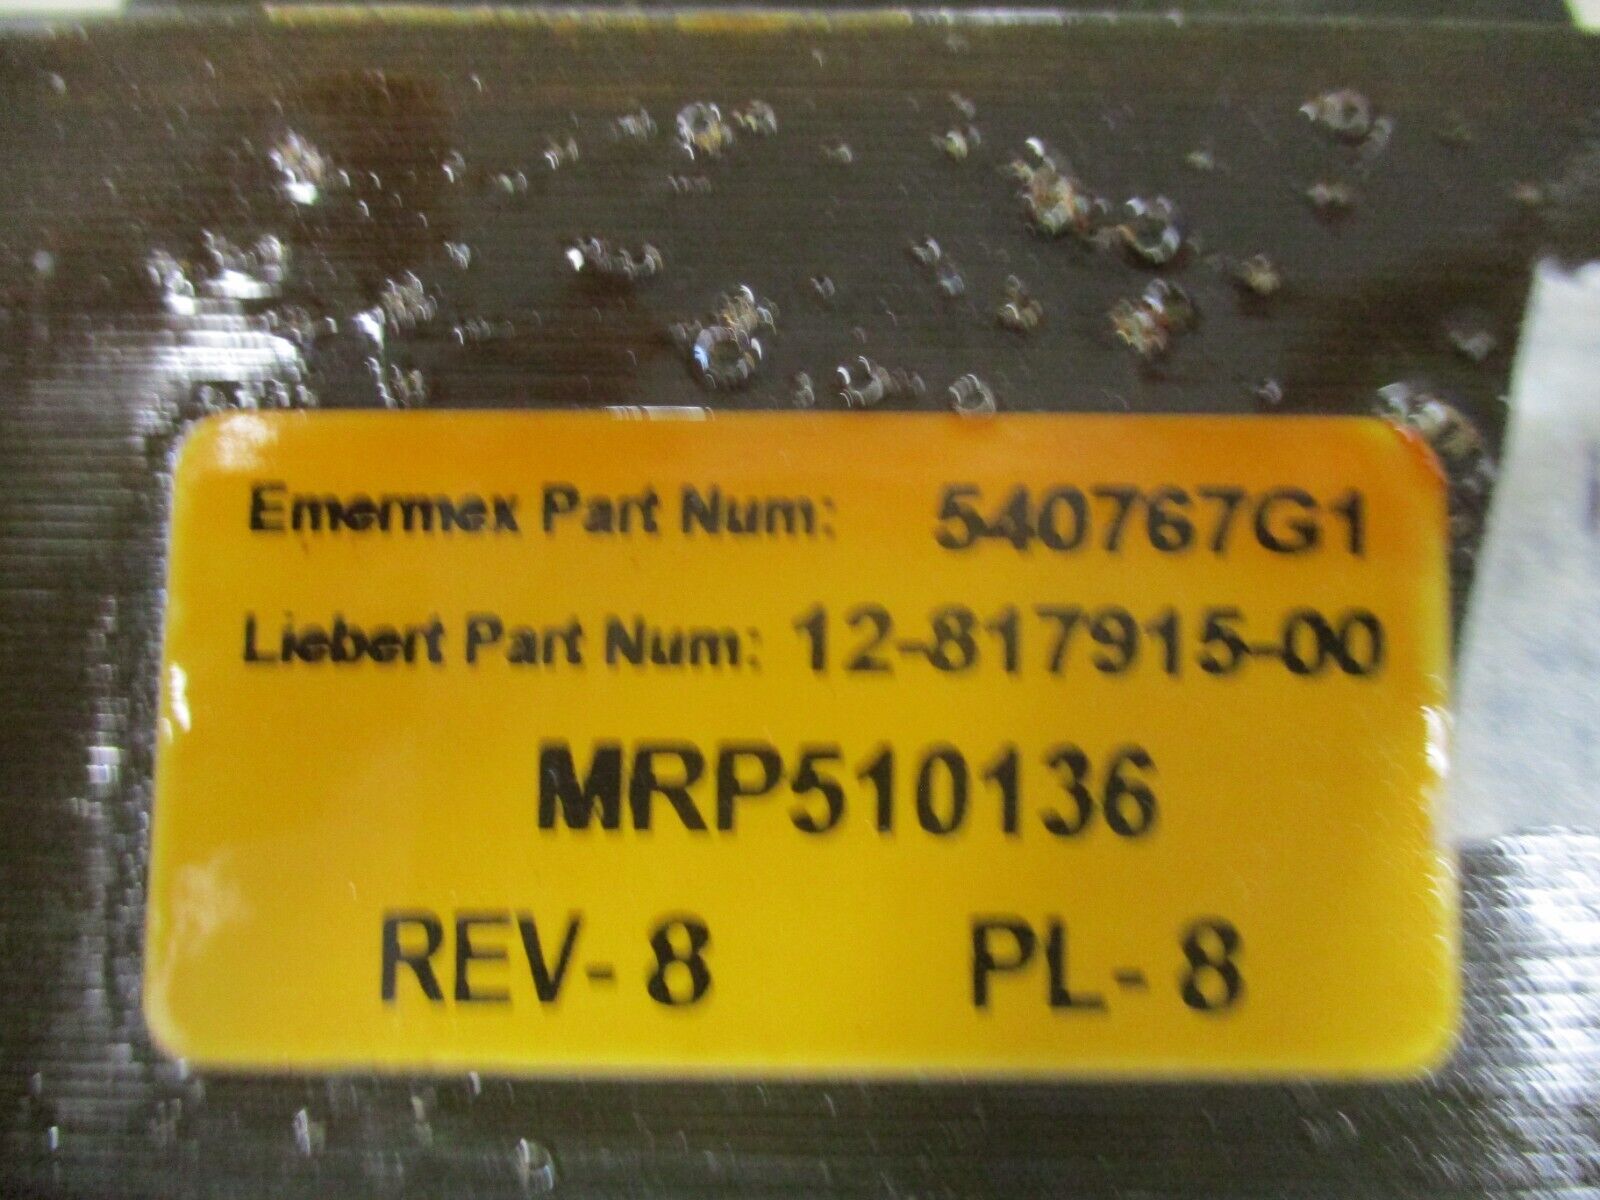 Emermex Part Num: 540767G1
Liebert Part Num: 12-817915-00
MRP510136
REV- 8 PL- 8